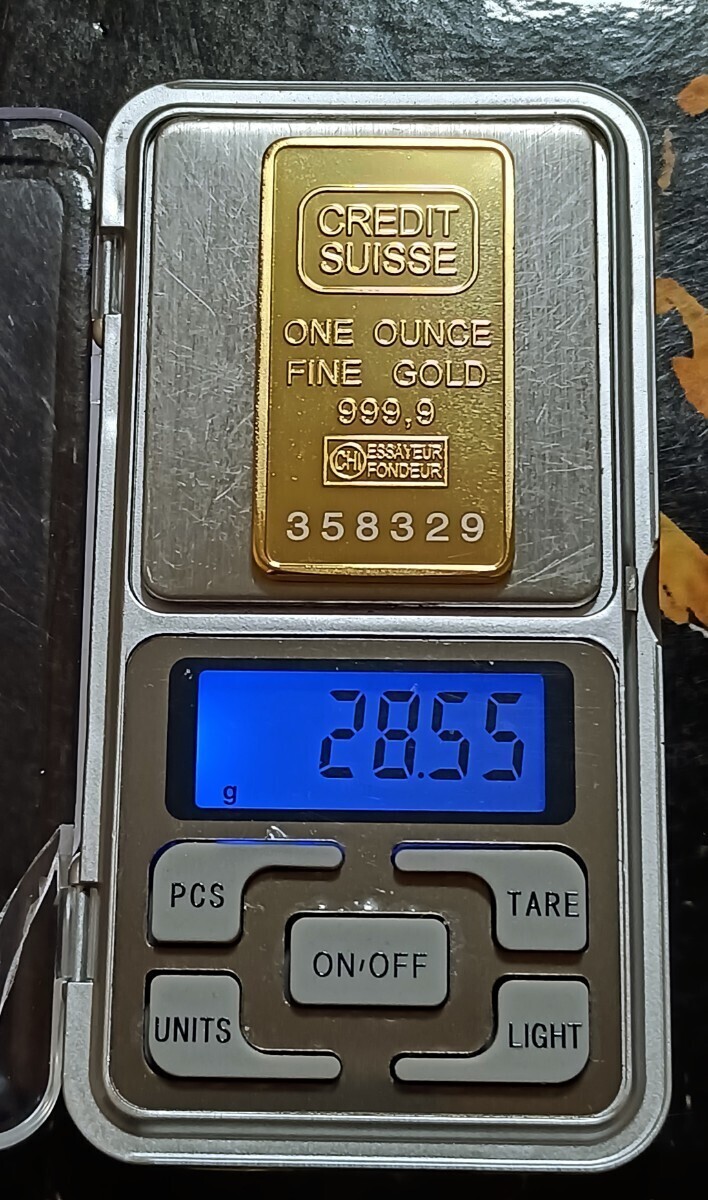 CREDIT
SUISSE
ONE OUNCE
FINE GOLD
999,9
CHI ESSAYEUR
FONDEUR
358329
28.55
g
PCS
TARE
ON/OFF
UNITS
LIGHT